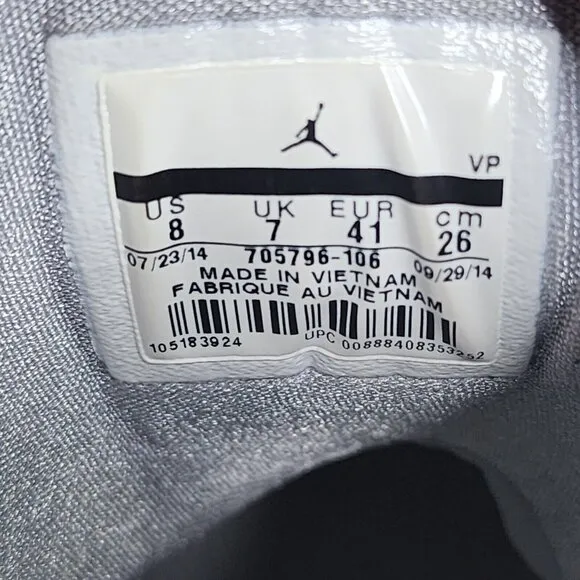 VP
US UK EUR cm
8 7 41 26
07/23/14 705796-106 09/29/14
MADE IN VIETNAM
FABRIQUE AU VIETNAM
105183924 UPC 00888408353252